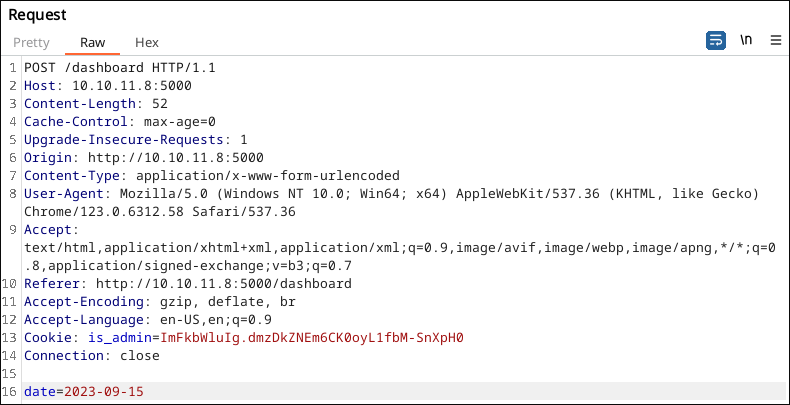 Request
Pretty Raw Hex \n
1 POST /dashboard HTTP/1.1
2 Host: 10.10.11.8:5000
3 Content-Length: 52
4 Cache-Control: max-age=0
5 Upgrade-Insecure-Requests: 1
6 Origin: http://10.10.11.8:5000
7 Content-Type: application/x-www-form-urlencoded
8 User-Agent: Mozilla/5.0 (Windows NT 10.0; Win64; x64) AppleWebKit/537.36 (KHTML, like Gecko)
Chrome/123.0.6312.58 Safari/537.36
9 Accept:
text/html,application/xhtml+xml,application/xml;q=0.9,image/avif,image/webp,image/apng,*/*;q=0
.8,application/signed-exchange;v=b3;q=0.7
10 Referer: http://10.10.11.8:5000/dashboard
11 Accept-Encoding: gzip, deflate, br
12 Accept-Language: en-US,en;q=0.9
13 Cookie: is_admin=ImFkbWluIg.dmzDkZNEm6CK0oyL1fbM-SnXpH0
14 Connection: close
15
16 date=2023-09-15